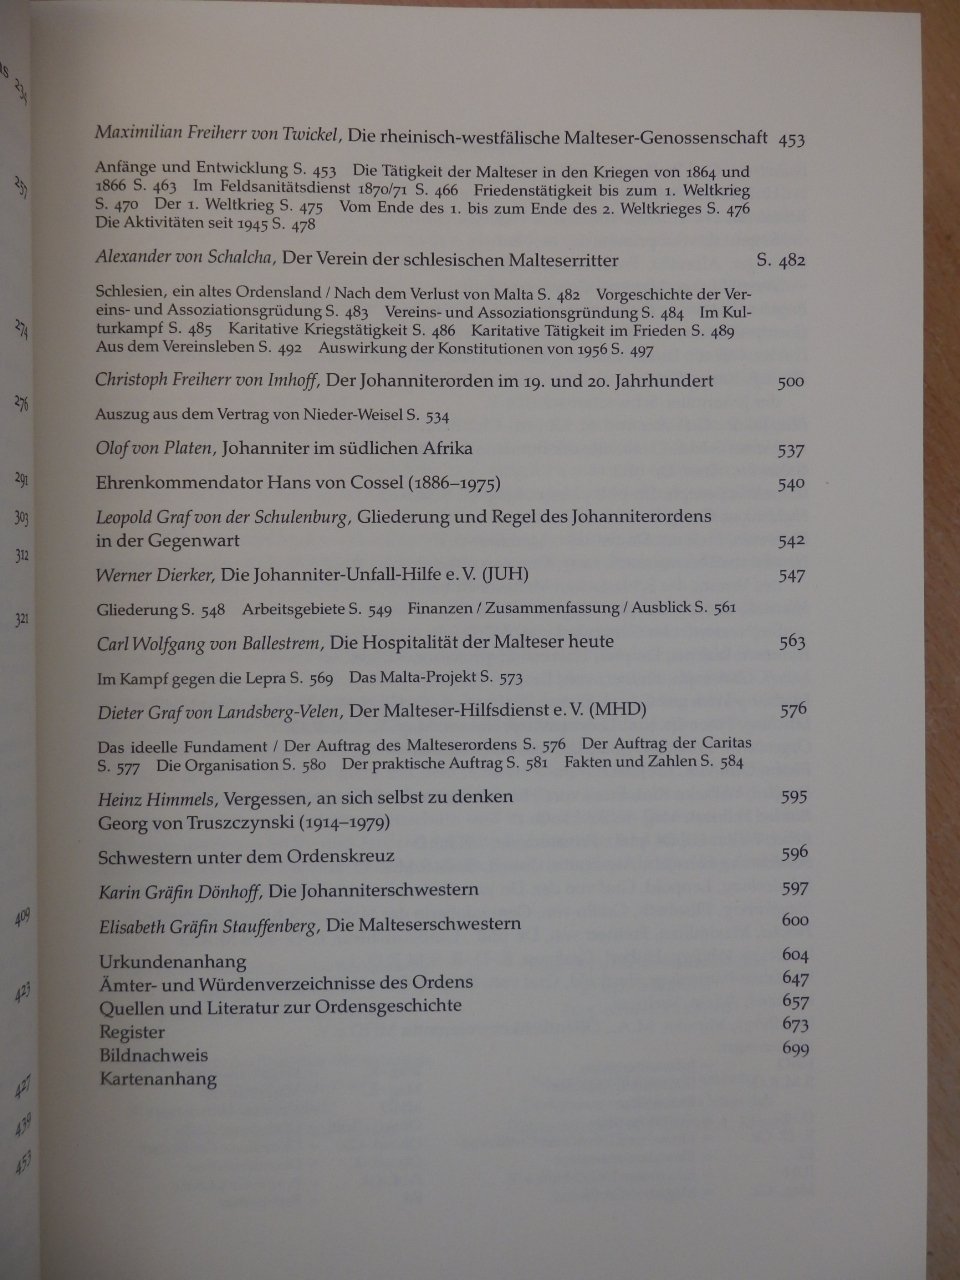 Maximilian Freiherr von Twickel, Die rheinisch-westfälische Malteser-Genossenschaft 453
Anfänge und Entwicklung S. 453 Die Tätigkeit der Malteser in den Kriegen von 1864 und
1866 S. 463 Im Feldsanitätsdienst 1870/71 S. 466 Friedenstätigkeit bis zum 1. Weltkrieg
S. 470 Der 1. Weltkrieg S. 475 Vom Ende des 1. bis zum Ende des 2. Weltkrieges S. 476
Die Aktivitäten seit 1945 S. 478
Alexander von Schalcha, Der Verein der schlesischen Malteserritter S. 482
Schlesien, ein altes Ordensland / Nach dem Verlust von Malta S. 482 Vorgeschichte der Ver-
eins- und Assoziationsgrüdung S. 483 Vereins- und Assoziationsgründung S. 484 Im Kul-
turkampf S. 485 Karitative Kriegstätigkeit S. 486 Karitative Tätigkeit im Frieden S. 489
Aus dem Vereinsleben S. 492 Auswirkung der Konstitutionen von 1956 S. 497
Christoph Freiherr von Imhoff, Der Johanniterorden im 19. und 20. Jahrhundert 500
Auszug aus dem Vertrag von Nieder-Weisel S. 534
Olof von Platen, Johanniter im südlichen Afrika 537
Ehrenkommendator Hans von Cossel (1886–1975) 540
Leopold Graf von der Schulenburg, Gliederung und Regel des Johanniterordens
in der Gegenwart 542
Werner Dierker, Die Johanniter-Unfall-Hilfe e. V. (JUH) 547
Gliederung S. 548 Arbeitsgebiete S. 549 Finanzen / Zusammenfassung / Ausblick S. 561
Carl Wolfgang von Ballestrem, Die Hospitalität der Malteser heute 563
Im Kampf gegen die Lepra S. 569 Das Malta-Projekt S. 573
Dieter Graf von Landsberg-Velen, Der Malteser-Hilfsdienst e. V. (MHD) 576
Das ideelle Fundament / Der Auftrag des Malteserordens S. 576 Der Auftrag der Caritas
S. 577 Die Organisation S. 580 Der praktische Auftrag S. 581 Fakten und Zahlen S. 584
Heinz Himmels, Vergessen, an sich selbst zu denken 595
Georg von Truszczynski (1914–1979)
Schwestern unter dem Ordenskreuz 596
Karin Gräfin Dönhoff, Die Johanniterschwestern 597
Elisabeth Gräfin Stauffenberg, Die Malteserschwestern 600
Urkundenanhang 604
Ämter- und Würdenverzeichnisse des Ordens 647
Quellen und Literatur zur Ordensgeschichte 657
Register 673
Bildnachweis 699
Kartenanhang
234
257
274
276
291
303
312
321
409
423
427
439
453